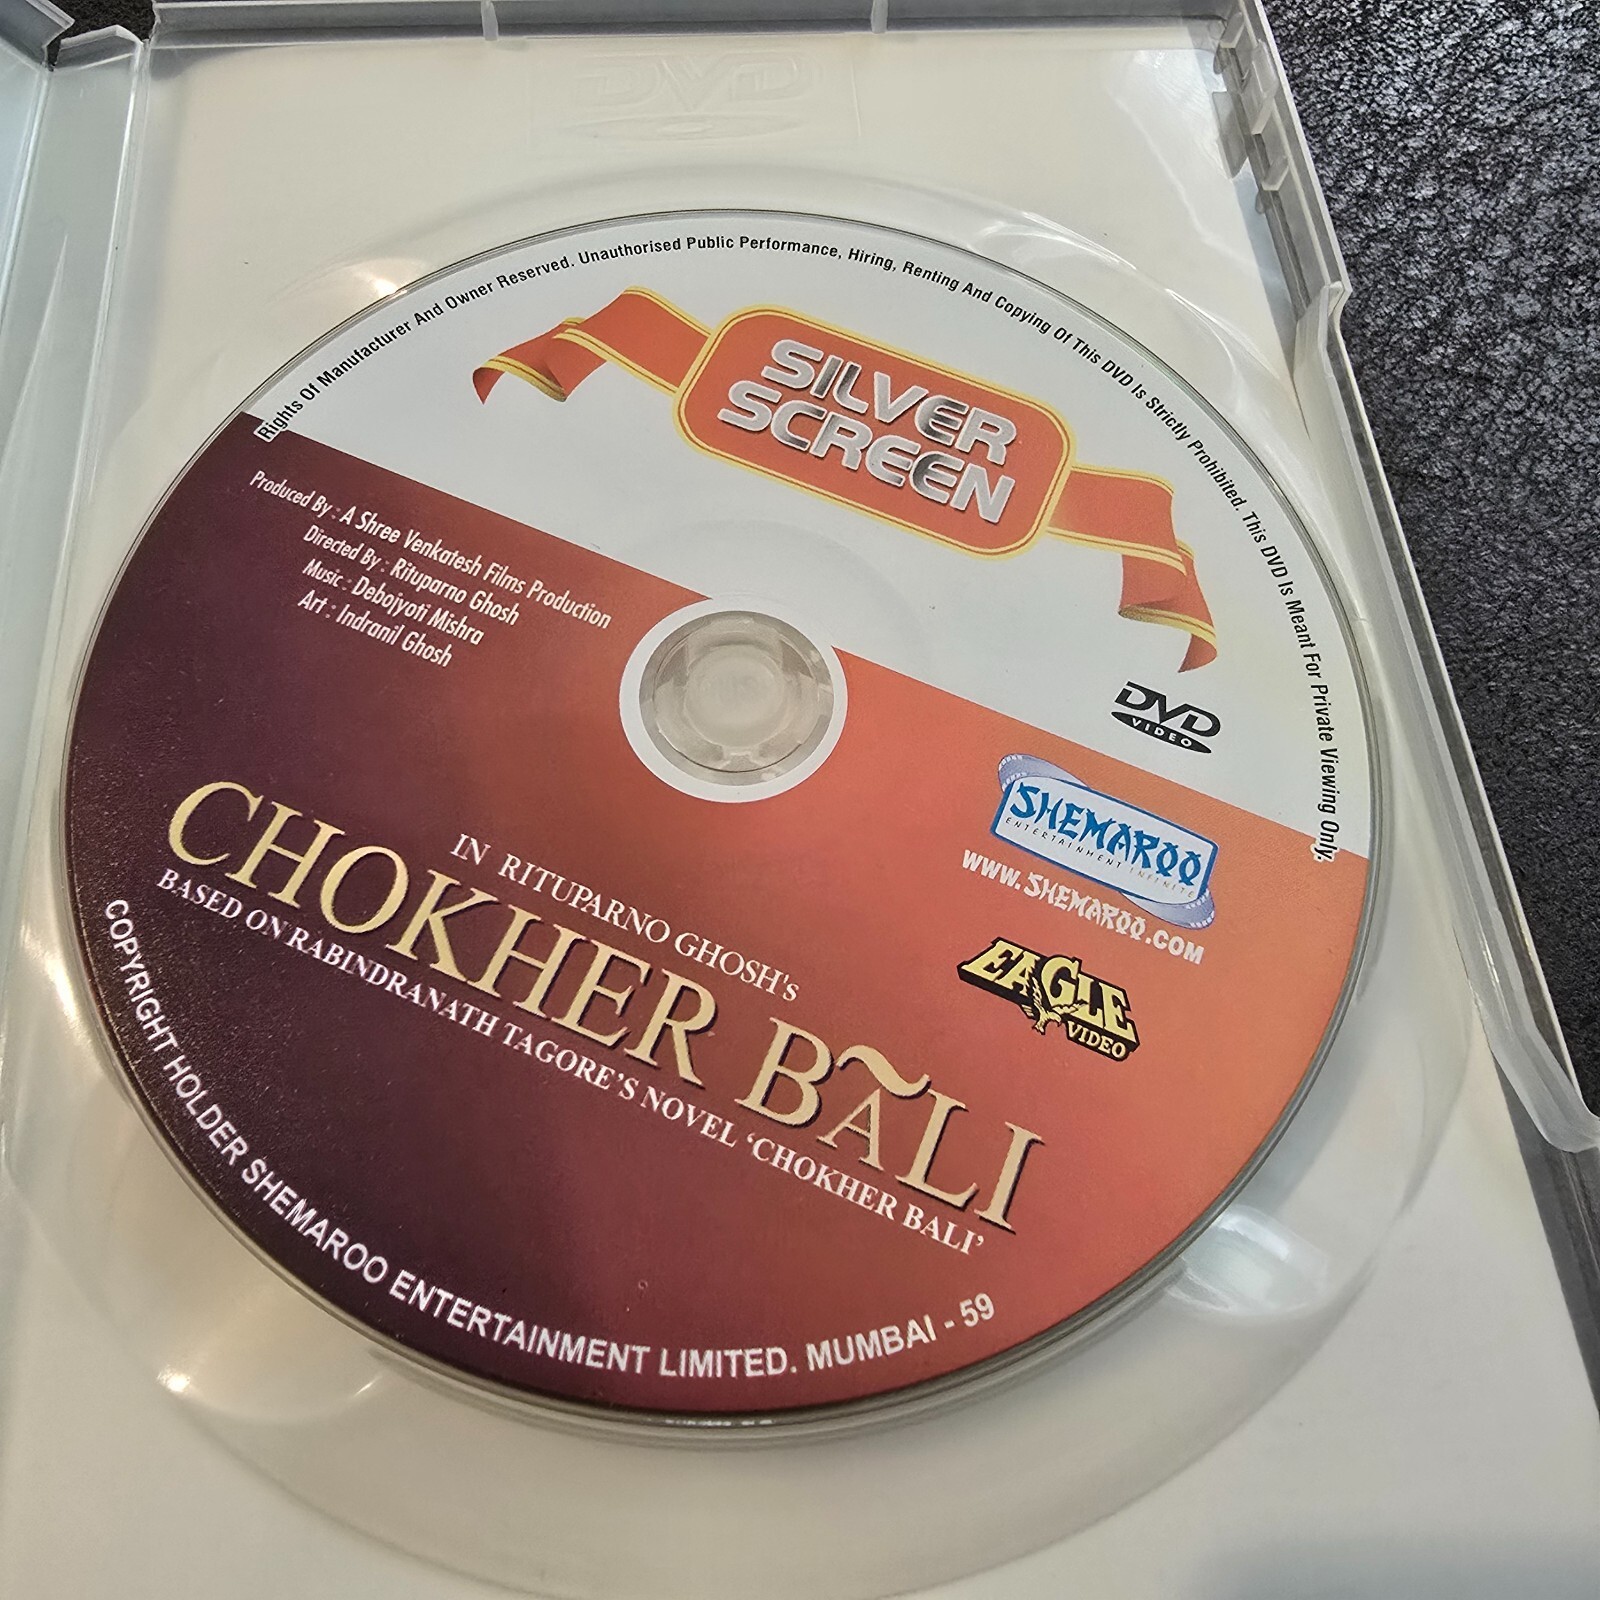 DVD
Rights Of Manufacturer And Owner Reserved. Unauthorised Public Performance, Hiring, Renting And Copying Of This DVD Is Strictly Prohibited. This DVD Is Meant For Private Viewing Only.
SILVER
SCREEN
Produced By : A Shree Venkatesh Films Production
Directed By : Rituparno Ghosh
Music : Debojyoti Mishra
Art : Indranil Ghosh
DVD
VIDEO
SHEMAROO
ENTERTAINMENT INFINITE
WWW.SHEMAROO.COM
EAGLE
VIDEO
IN RITUPARNO GHOSH'S
CHOKHER BALI
BASED ON RABINDRANATH TAGORE'S NOVEL 'CHOKHER BALI'
COPYRIGHT HOLDER SHEMAROO ENTERTAINMENT LIMITED. MUMBAI - 59